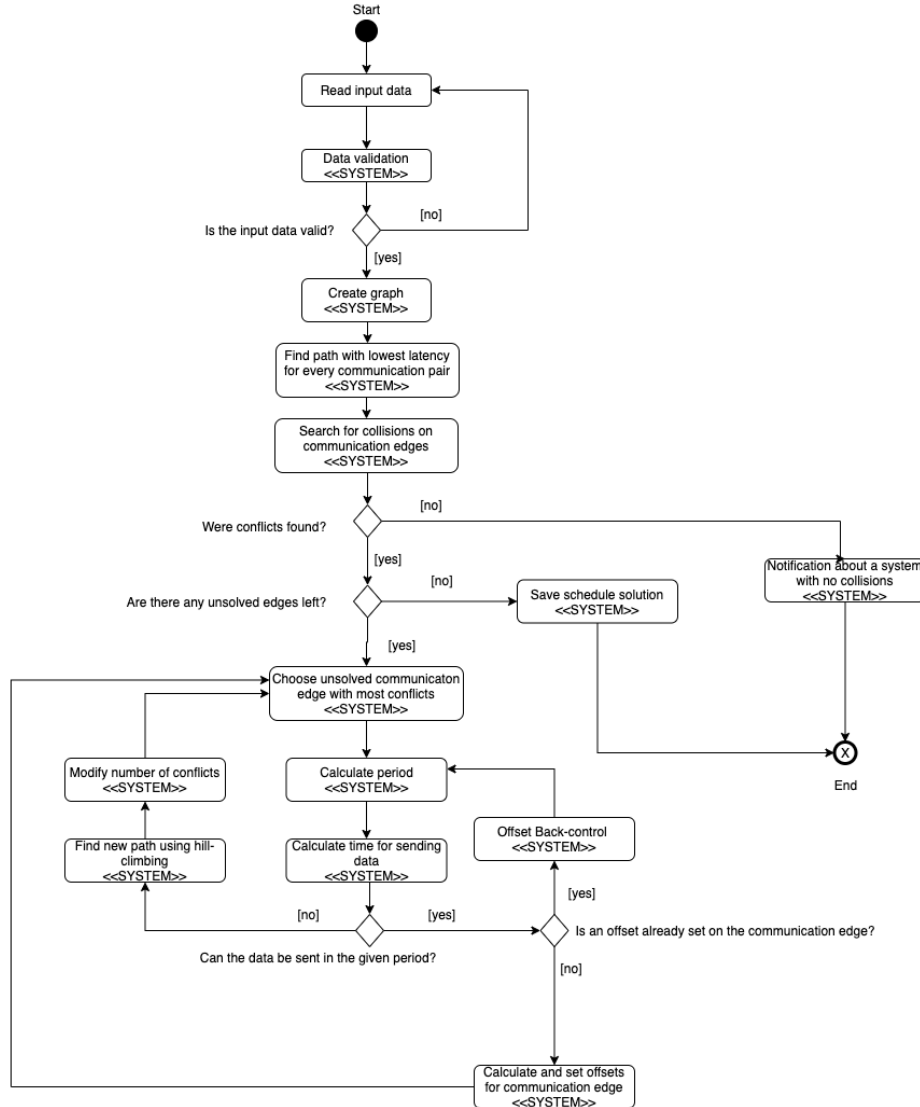 Start
Read input data
Data validation
<<SYSTEM>>
[no]
Is the input data valid?
[yes]
Create graph
<<SYSTEM>>
Find path with lowest latency
for every communication pair
<<SYSTEM>>
Search for collisions on
communication edges
<<SYSTEM>>
[no]
Were conflicts found?
[yes]
Notification about a system
with no collisions
<<SYSTEM>>
[no]
Are there any unsolved edges left?
Save schedule solution
<<SYSTEM>>
[yes]
Choose unsolved communicaton
edge with most conflicts
<<SYSTEM>>
X
End
Modify number of conflicts
<<SYSTEM>>
Calculate period
<<SYSTEM>>
Offset Back-control
<<SYSTEM>>
Find new path using hill-
climbing
<<SYSTEM>>
Calculate time for sending
data
<<SYSTEM>>
[yes]
[no]
[yes]
Is an offset already set on the communication edge?
Can the data be sent in the given period?
[no]
Calculate and set offsets
for communication edge
<<SYSTEM>>